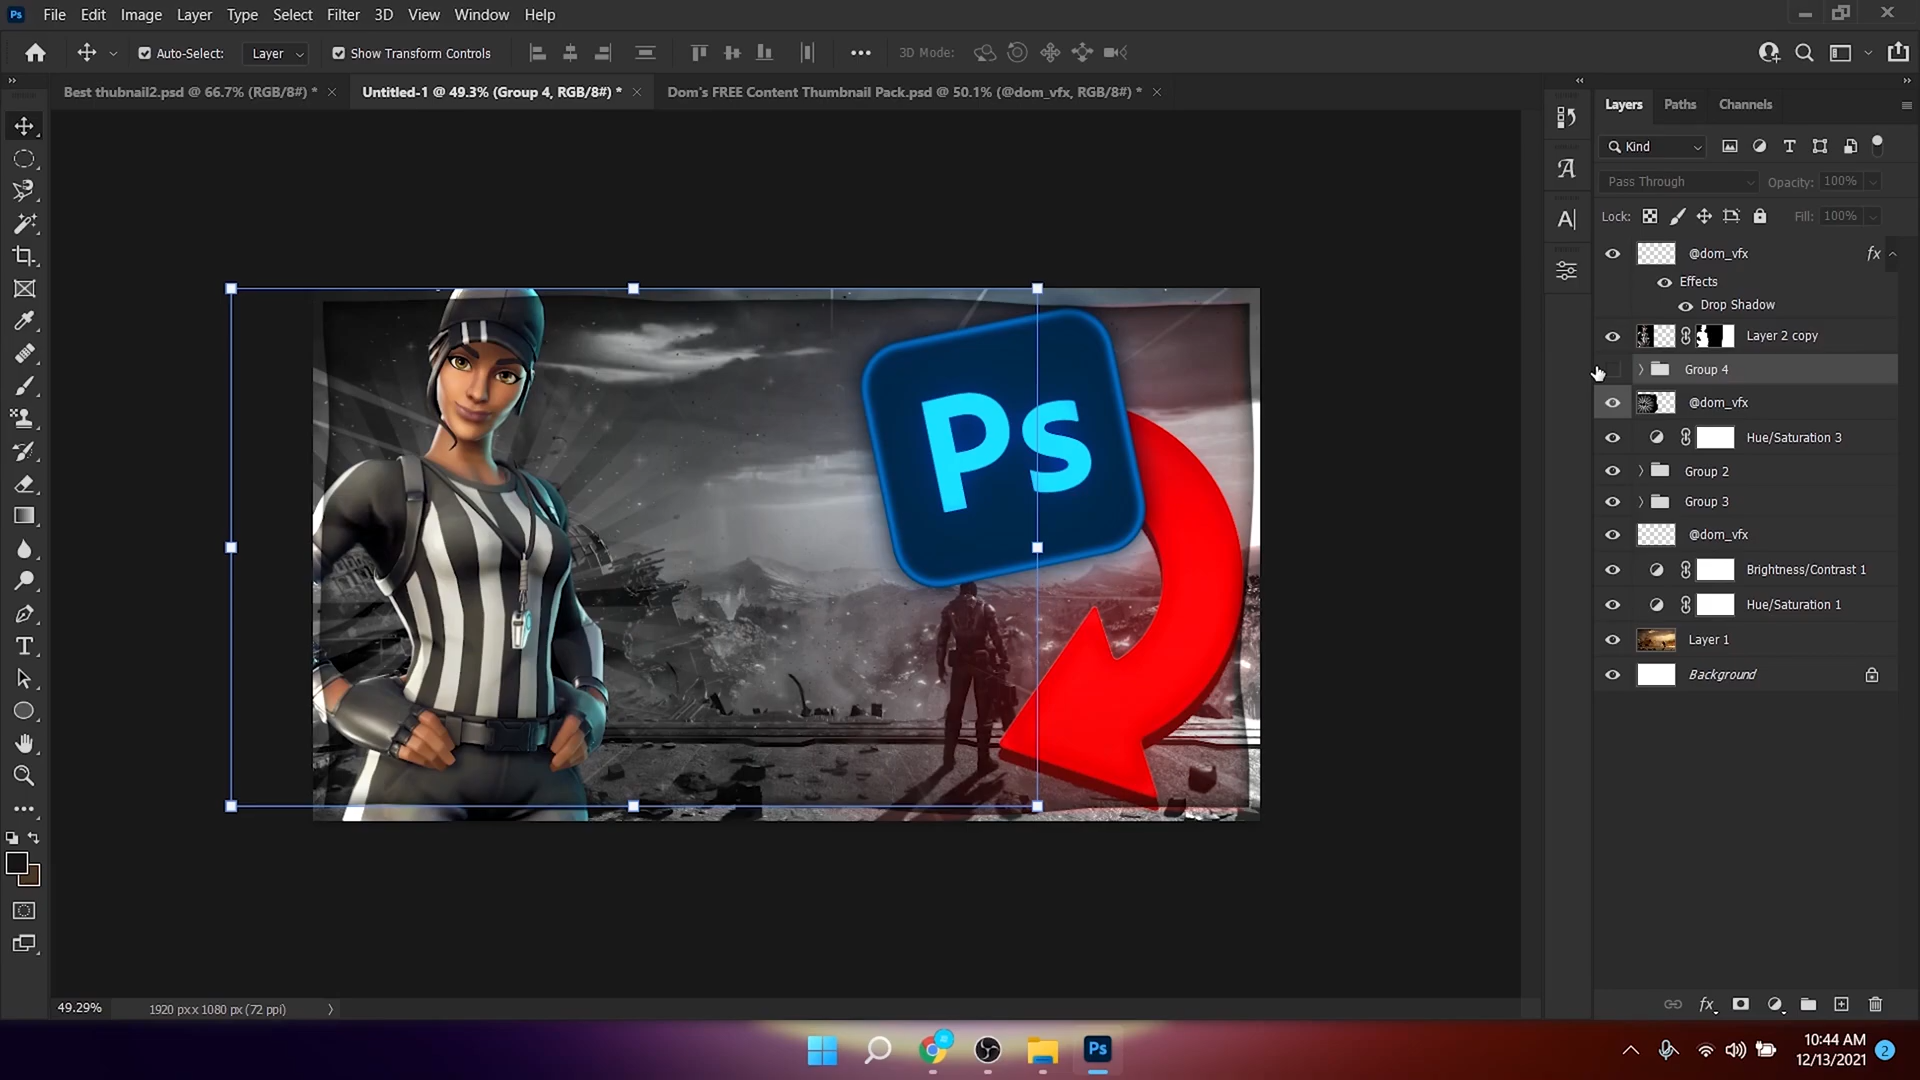 Ps File Edit Image Layer Type Select Filter 3D View Window Help
Auto-Select: Layer Show Transform Controls 3D Mode:
Best thubnail2.psd @ 66.7% (RGB/8#) * Untitled-1 @ 49.3% (Group 4, RGB/8#) * Dom's FREE Content Thumbnail Pack.psd @ 50.1% (@dom_vfx, RGB/8#) *
Layers Paths Channels
Kind
Pass Through Opacity: 100%
Lock: Fill: 100%
@dom_vfx fx
Effects
Drop Shadow
Layer 2 copy
Group 4
@dom_vfx
Hue/Saturation 3
Group 2
Group 3
@dom_vfx
Brightness/Contrast 1
Hue/Saturation 1
Layer 1
Background
Ps
49.29% 1920 px x 1080 px (72 ppi)
fx
Ps
10:44 AM
12/13/2021
2